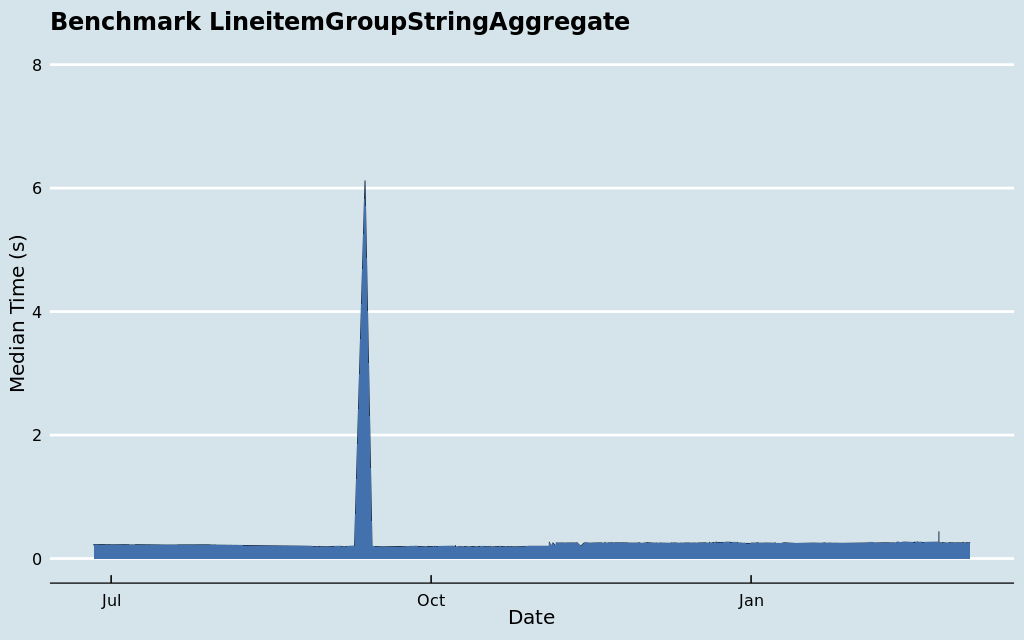 Benchmark LineitemGroupStringAggregate
8
6
4
2
0
Median Time (s)
Jul
Oct
Jan
Date